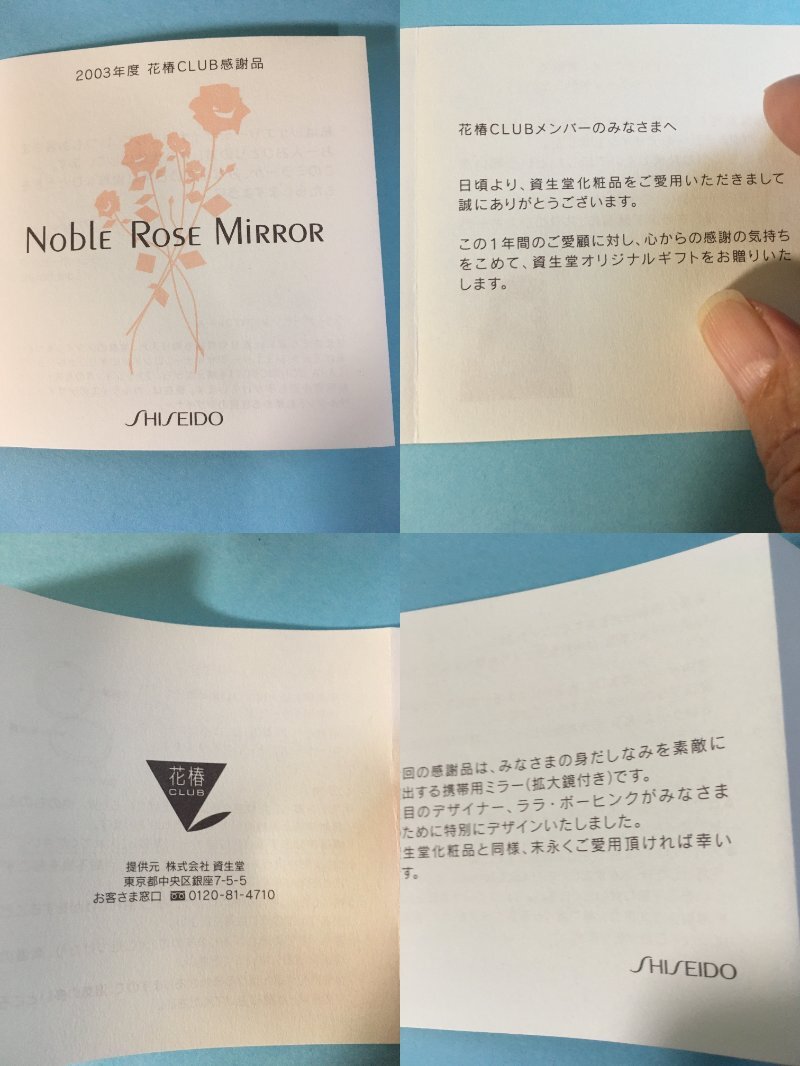 2003年度 花椿CLUB感謝品
NOBLE ROSE MIRROR
SHISEIDO
花椿CLUBメンバーのみなさまへ
日頃より、資生堂化粧品をご愛用いただきまして
誠にありがとうございます。
この1年間のご愛顧に対し、心からの感謝の気持ち
をこめて、資生堂オリジナルギフトをお贈りいた
します。
花椿
CLUB
提供元 株式会社 資生堂
東京都中央区銀座7-5-5
お客さま窓口 0120-81-4710
回の感謝品は、みなさまの身だしなみを素敵に
出する携帯用ミラー(拡大鏡付き)です。
目のデザイナー、ララ・ボーヒンクがみなさま
ために特別にデザインいたしました。
生堂化粧品と同様、末永くご愛用頂ければ幸い
す。
SHISEIDO